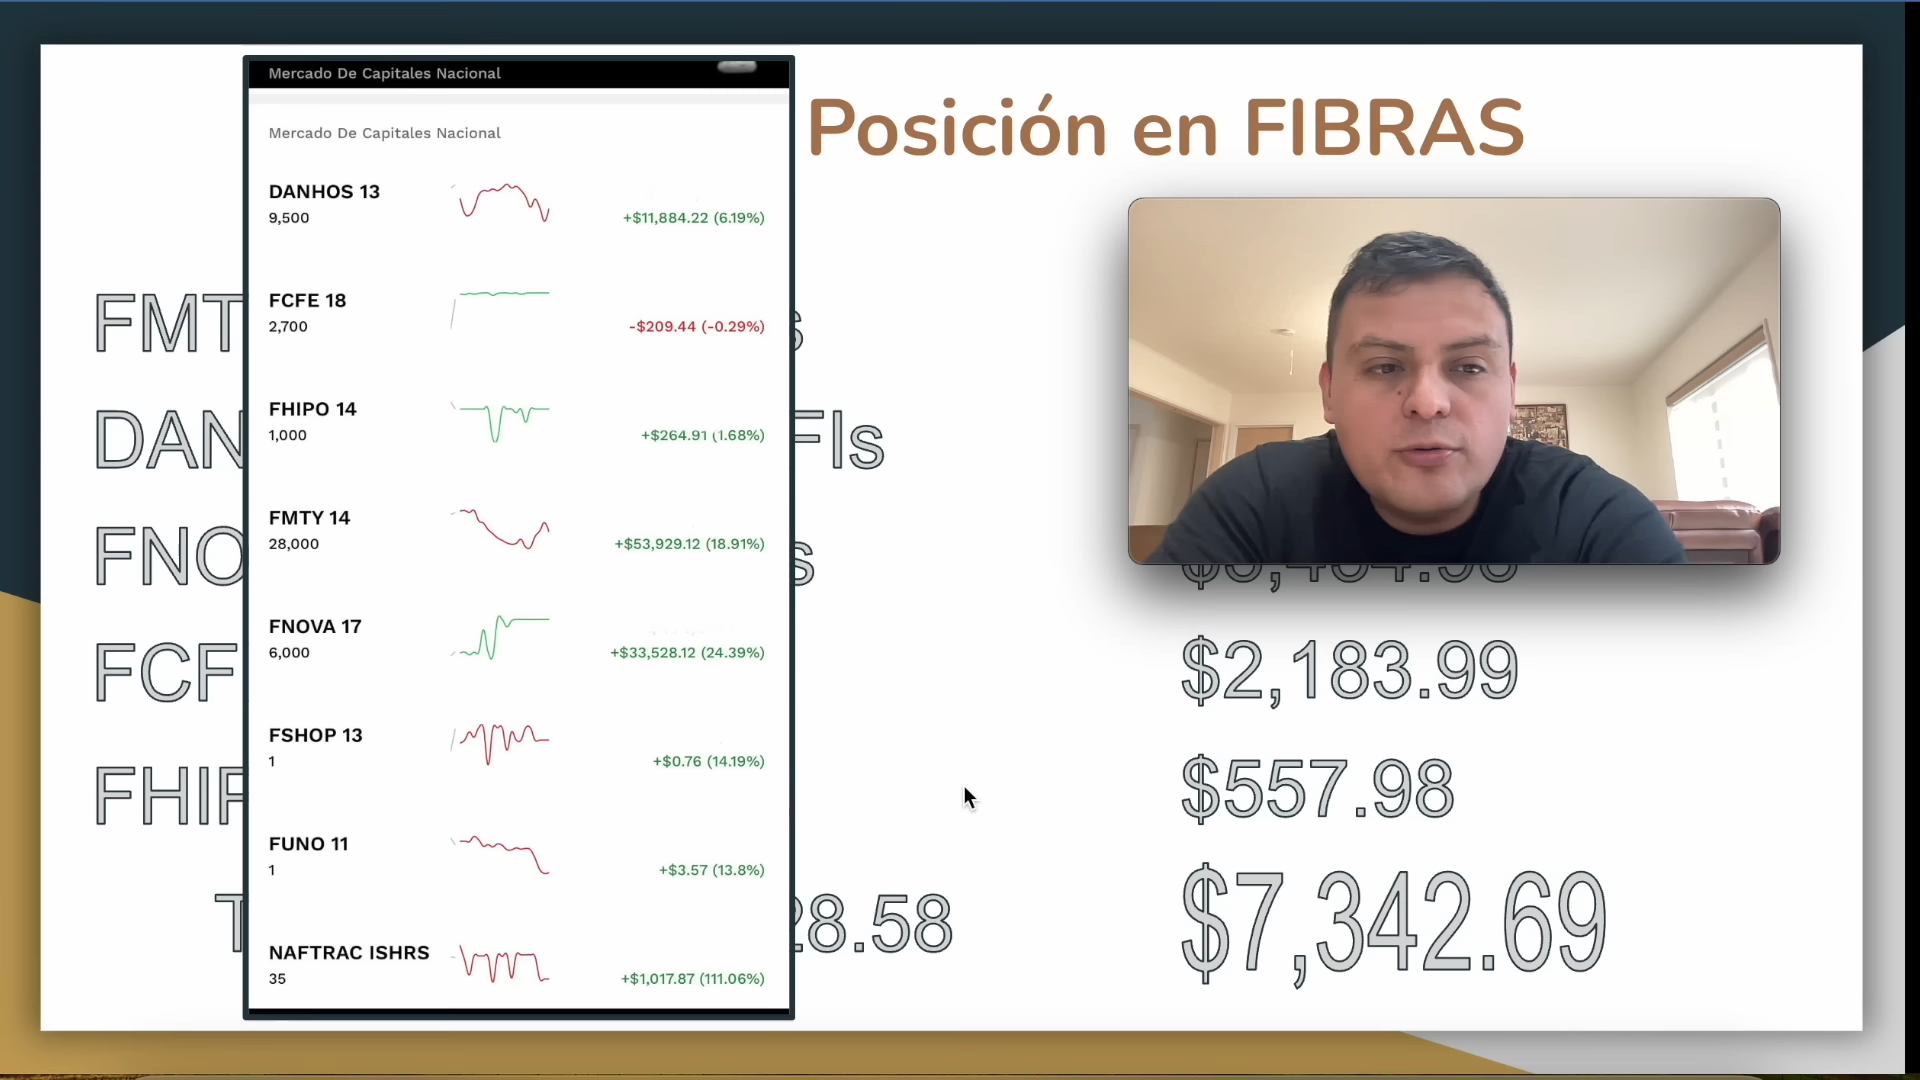 Mercado De Capitales Nacional
Posición en FIBRAS
Mercado De Capitales Nacional
DANHOS 13
9,500
+$11,884.22 (6.19%)
FCFE 18
2,700
-$209.44 (-0.29%)
FHIPO 14
1,000
+$264.91 (1.68%)
FMTY 14
28,000
+$53,929.12 (18.91%)
FNOVA 17
6,000
+$33,528.12 (24.39%)
FSHOP 13
1
+$0.76 (14.19%)
FUNO 11
1
+$3.57 (13.8%)
NAFTRAC ISHRS
35
+$1,017.87 (111.06%)
FMT
DAN FIs
FNO
FCF $2,183.99
FHIP $557.98
T 28.58 $7,342.69